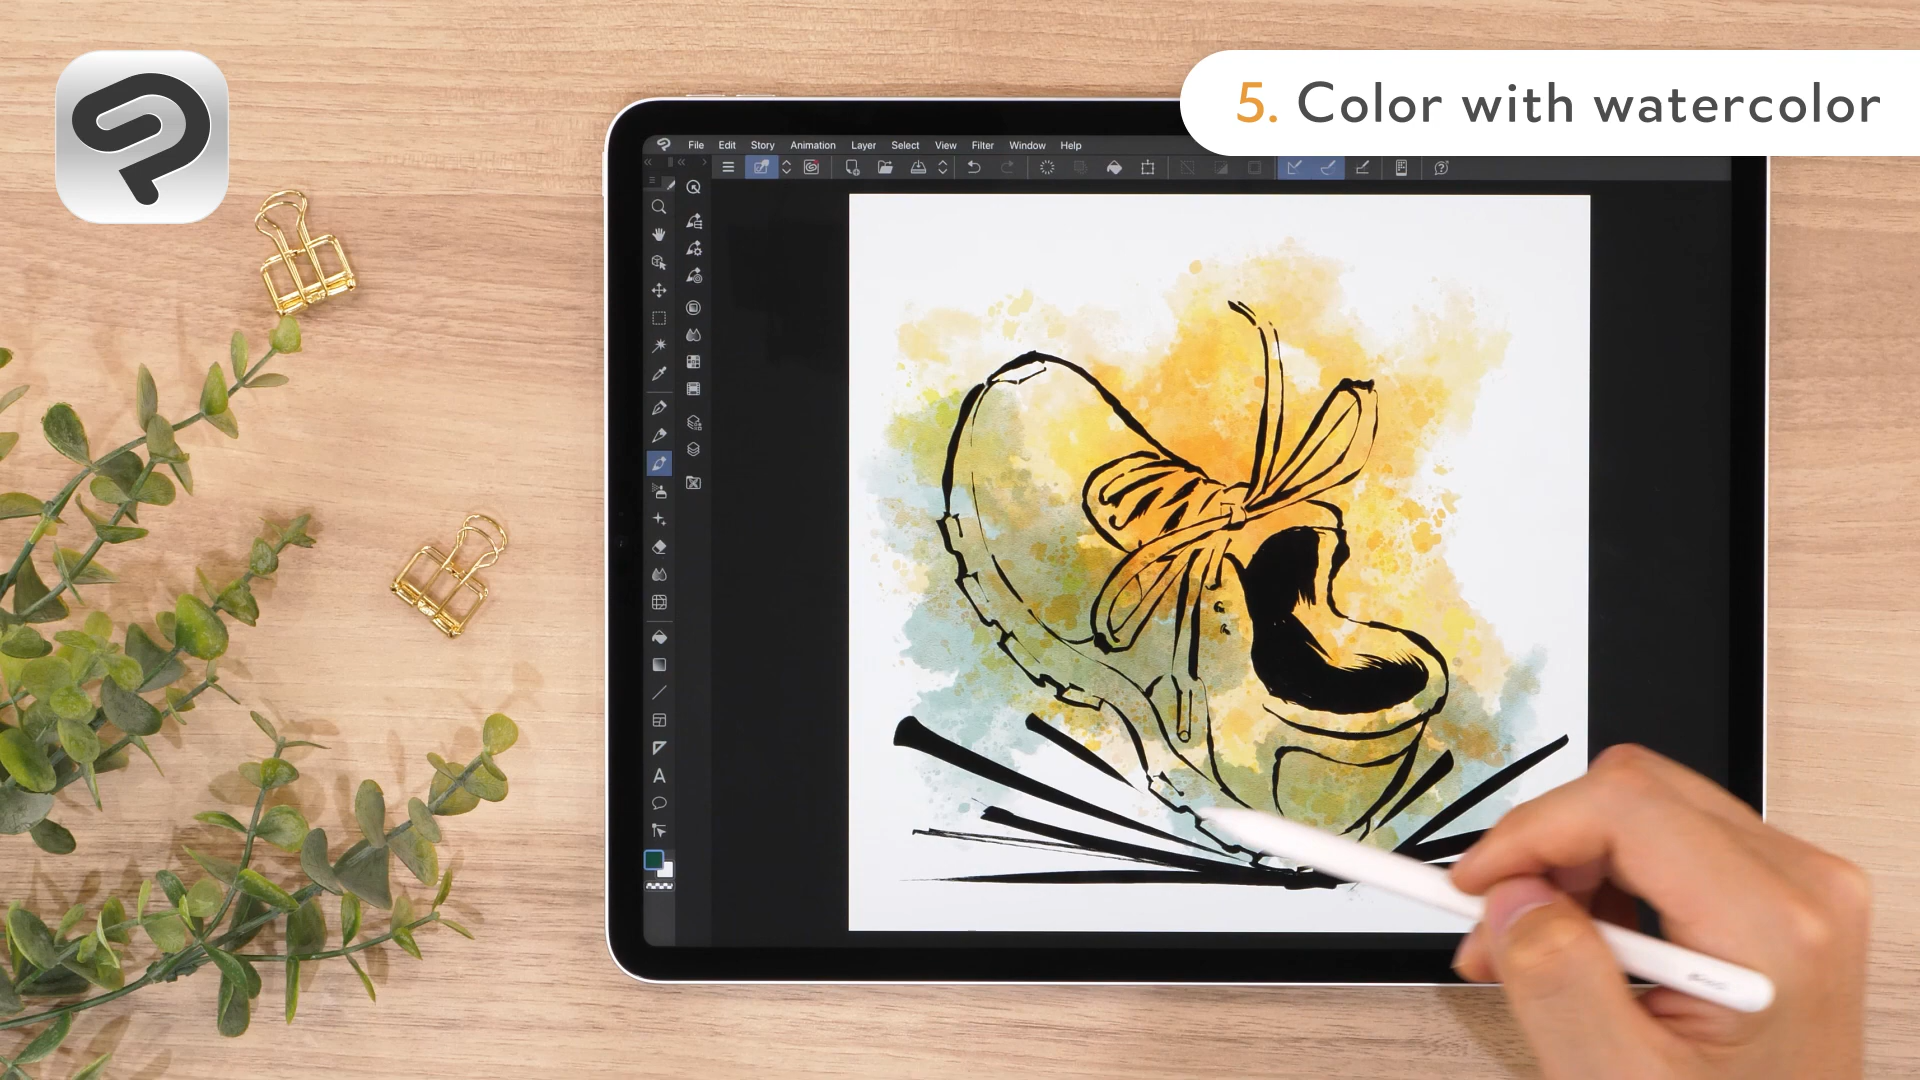 5. Color with watercolor
File Edit Story Animation Layer Select View Filter Window Help
A